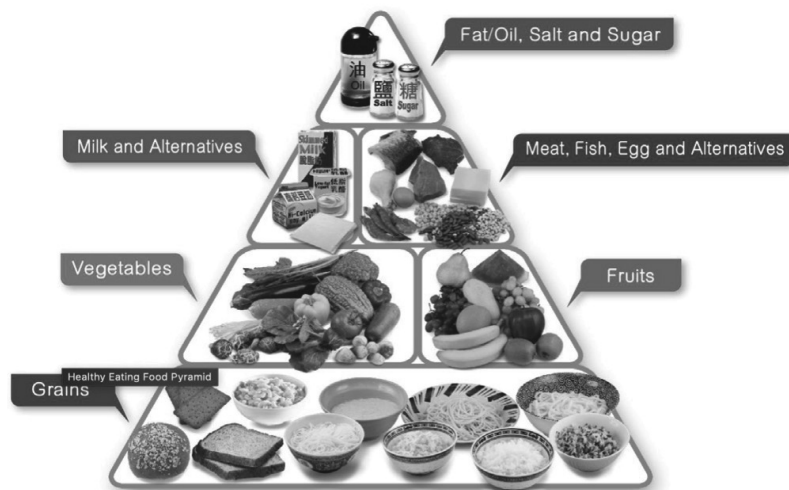 Fat/Oil, Salt and Sugar
油
Oil
鹽
Salt
糖
Sugar
Milk and Alternatives
MILK
Meat, Fish, Egg and Alternatives
Vegetables
Fruits
Healthy Eating Food Pyramid
Grains